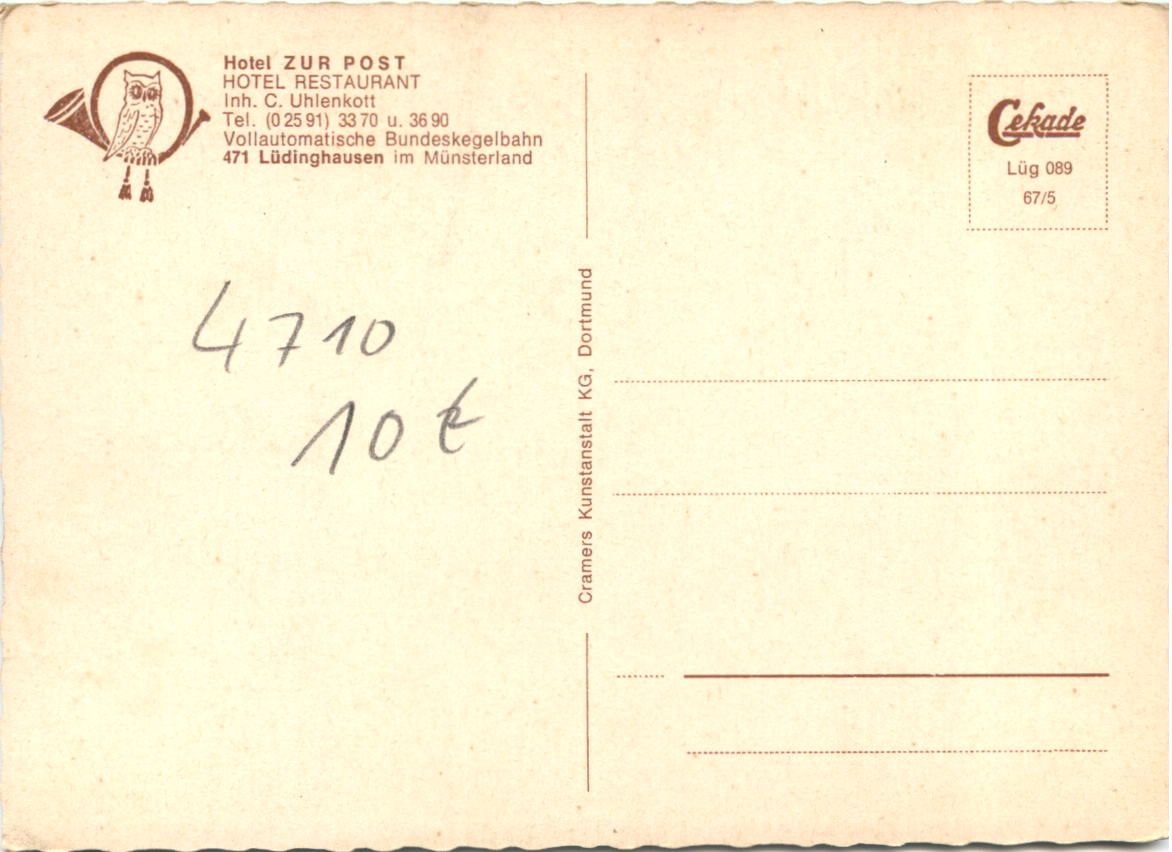 Hotel ZUR POST
HOTEL RESTAURANT
Inh. C. Uhlenkott
Tel. (0 25 91) 33 70 u. 36 90
Vollautomatische Bundeskegelbahn
471 Lüdinghausen im Münsterland
4710
10 €
Cramers Kunstanstalt KG, Dortmund
Cekade
Lüg 089
67/5